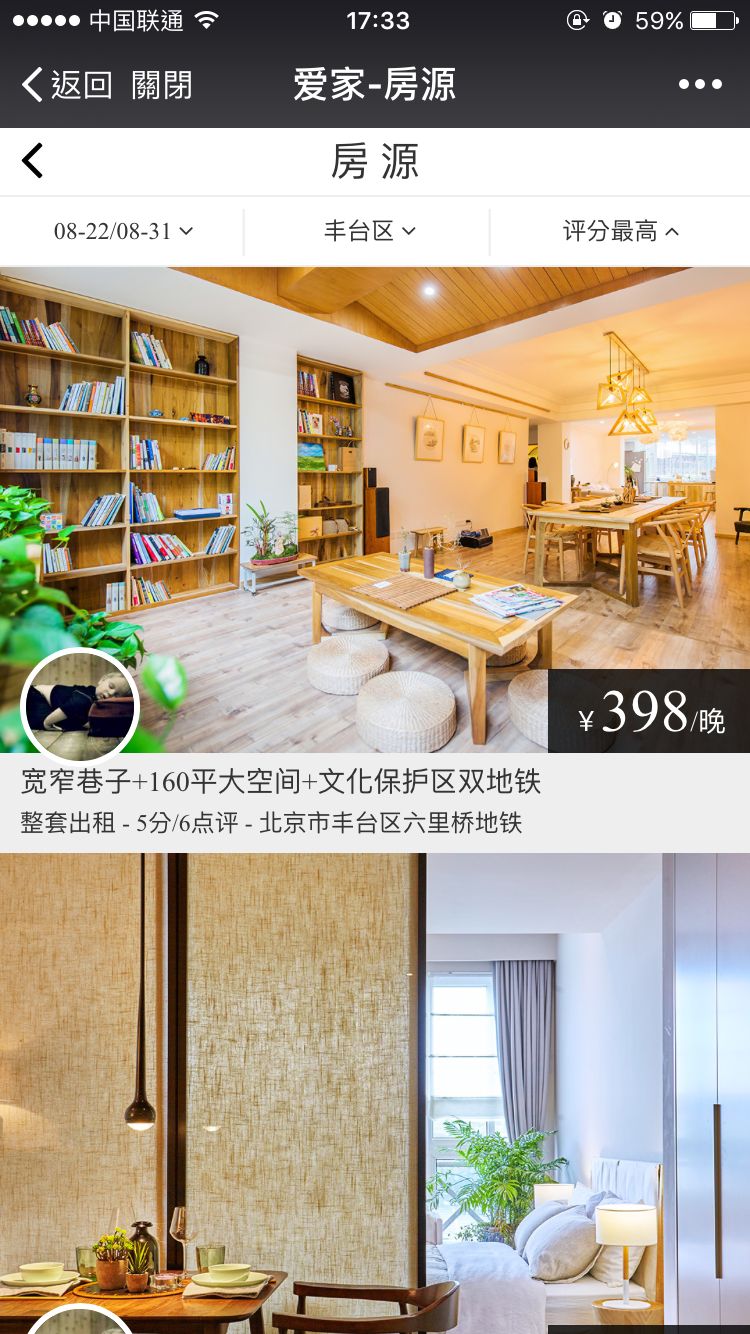 中国联通 17:33 59%
返回 關閉 爱家-房源
房 源
08-22/08-31 丰台区 评分最高
¥398/晚
宽窄巷子+160平大空间+文化保护区双地铁
整套出租 - 5分/6点评 - 北京市丰台区六里桥地铁